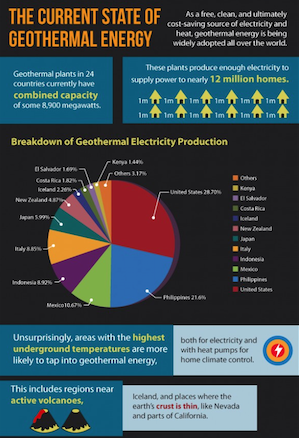 THE CURRENT STATE OF
GEOTHERMAL ENERGY
As a free, clean, and ultimately
cost-saving source of electricity and
heat, geothermal energy is being
widely adopted all over the world.
Geothermal plants in 24
countries currently have
combined capacity
of some 8,900 megawatts.
These plants produce enough electricity to
supply power to nearly 12 million homes.
1m 1m 1m 1m 1m 1m
1m 1m 1m 1m 1m 1m
Breakdown of Geothermal Electricity Production
Kenya 1.44%
El Salvador 1.69%
Others 3.17%
Costa Rica 1.82%
Iceland 2.26%
United States 28.70%
New Zealand 4.87%
Japan 5.99%
Italy 8.85%
Indonesia 8.92%
Mexico10.67%
Philippines 21.6%
Others
Kenya
El Salvador
Costa Rica
Iceland
New Zealand
Japan
Italy
Indonesia
Mexico
Philippines
United States
Unsurprisingly, areas with the highest
underground temperatures are more
likely to tap into geothermal energy,
both for electricity and
with heat pumps for
home climate control.
This includes regions near
active volcanoes,
Iceland, and places where the
earth's crust is thin, like Nevada
and parts of California.